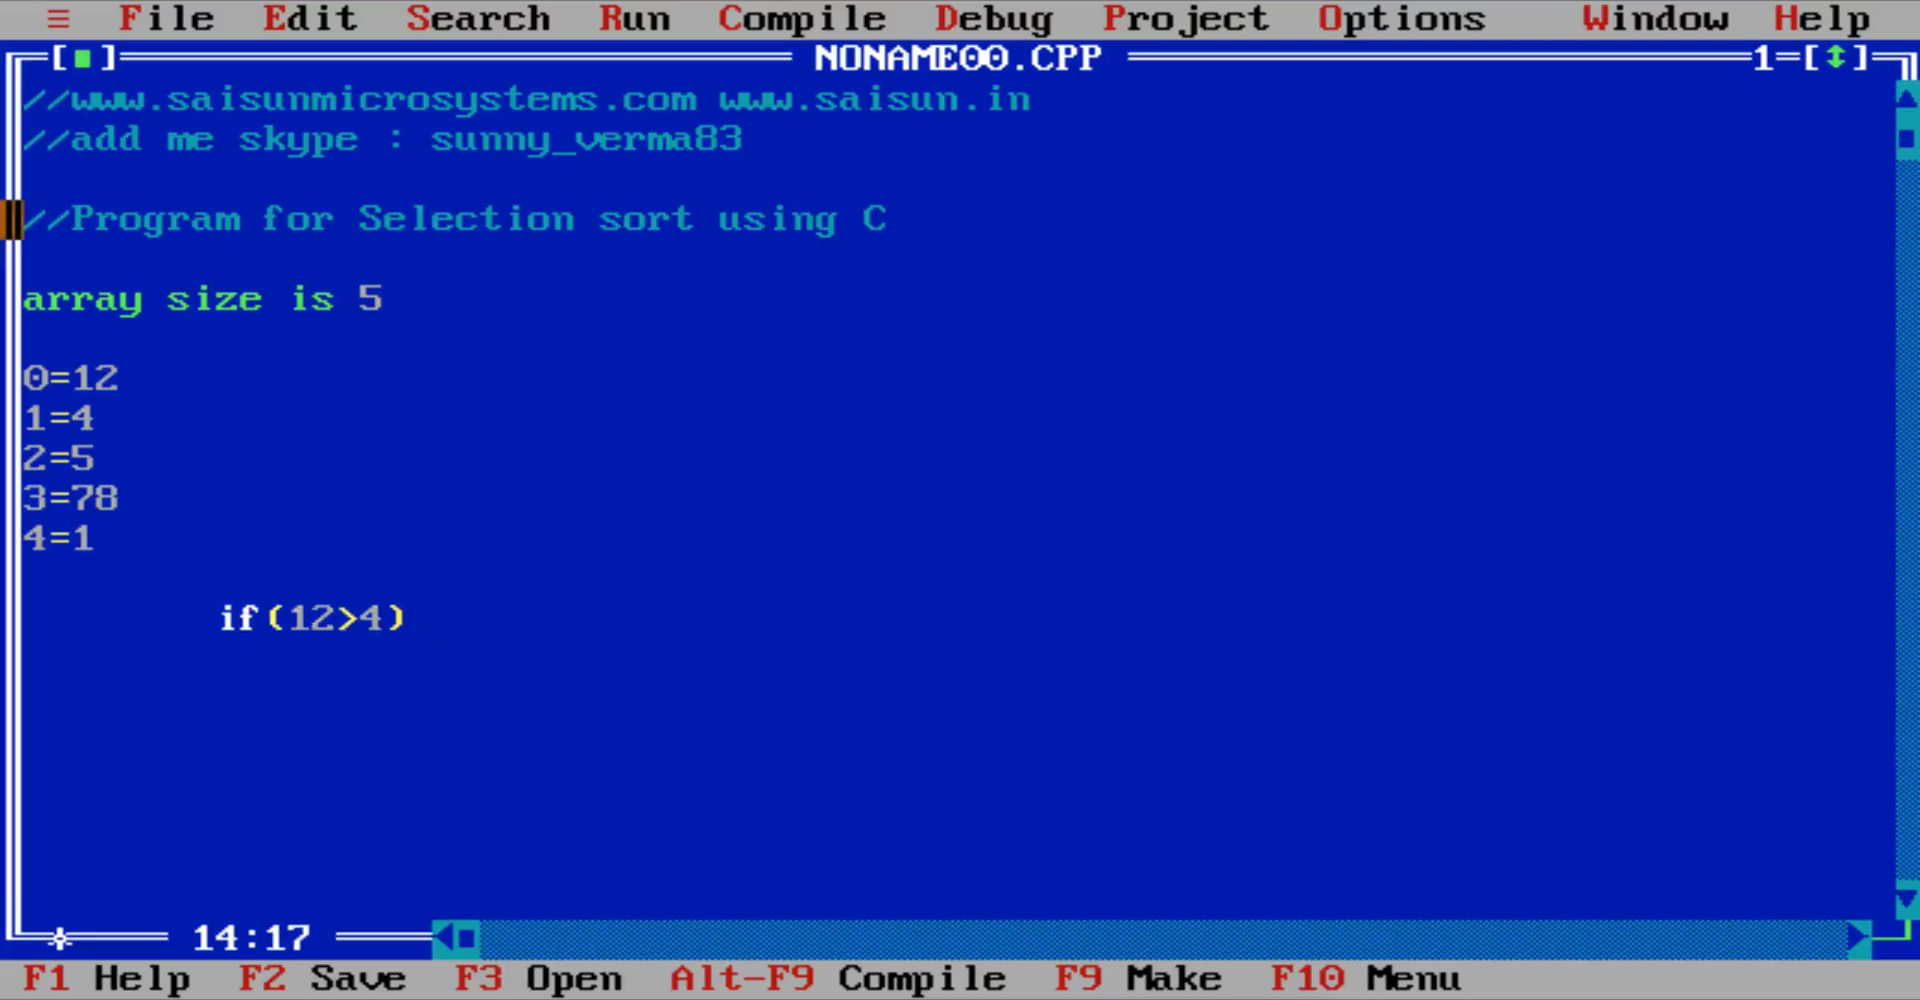 ≡ File Edit Search Run Compile Debug Project Options Window Help
[■] NONAME00.CPP 1=[↕]
//www.saisunmicrosystems.com www.saisun.in
//add me skype : sunny_verma83
//Program for Selection sort using C
array size is 5
0=12
1=4
2=5
3=78
4=1
if(12>4)
14:17
F1 Help F2 Save F3 Open Alt-F9 Compile F9 Make F10 Menu